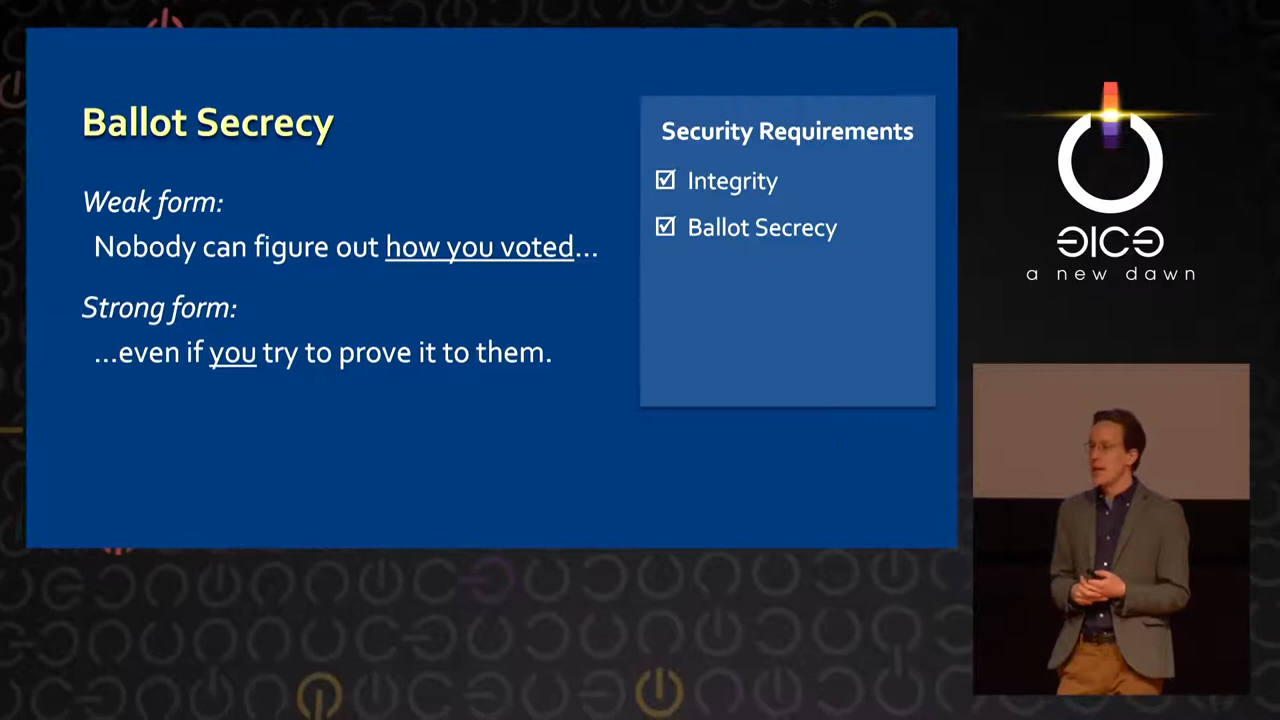 Ballot Secrecy
Weak form:
Nobody can figure out how you voted...
Strong form:
...even if you try to prove it to them.
Security Requirements
☑ Integrity
☑ Ballot Secrecy
31C3
a new dawn